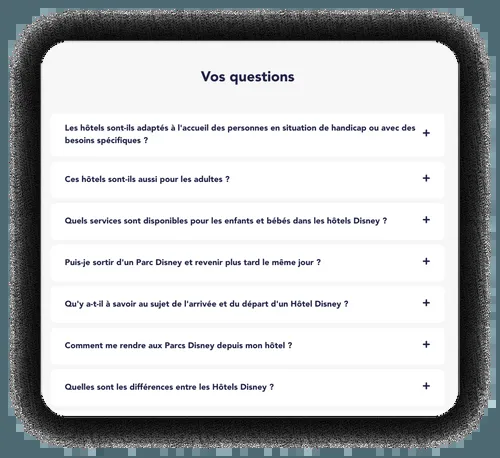 Vos questions
Les hôtels sont-ils adaptés à l'accueil des personnes en situation de handicap ou avec des
besoins spécifiques ?
Ces hôtels sont-ils aussi pour les adultes ?
Quels services sont disponibles pour les enfants et bébés dans les hôtels Disney ?
Puis-je sortir d'un Parc Disney et revenir plus tard le même jour ?
Qu'y a-t-il à savoir au sujet de l'arrivée et du départ d'un Hôtel Disney ?
Comment me rendre aux Parcs Disney depuis mon hôtel ?
Quelles sont les différences entre les Hôtels Disney ?